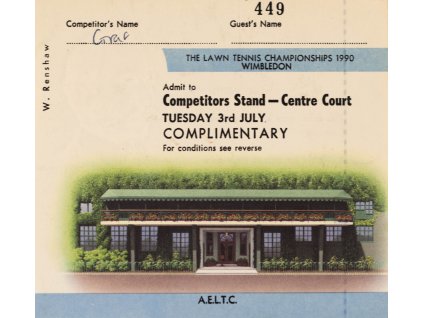 449
Competitor's Name
Guest's Name
W. Renshaw
THE LAWN TENNIS CHAMPIONSHIPS 1990
WIMBLEDON
Admit to
Competitors Stand — Centre Court
TUESDAY 3rd JULY
COMPLIMENTARY
For conditions see reverse
A.E.L.T.C.